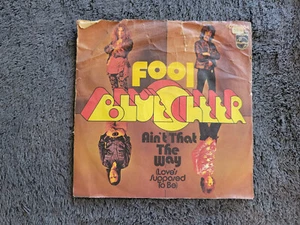 FOOL
BLUE CHEER
Ain't That
The
Way
(Love's
Supposed
To Be)